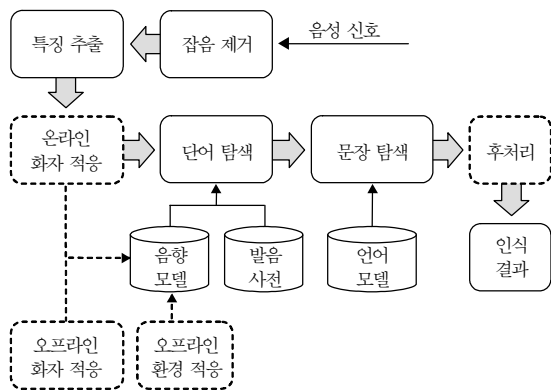 특징 추출
잡음 제거
음성 신호
온라인
화자 적응
단어 탐색
문장 탐색
후처리
음향
모델
발음
사전
언어
모델
인식
결과
오프라인
화자 적응
오프라인
환경 적응